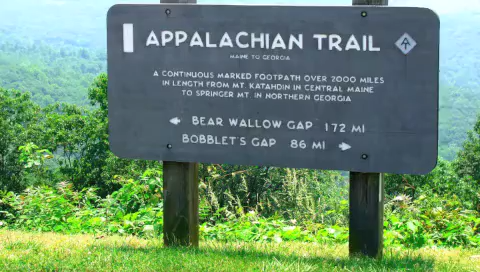 APPALACHIAN TRAIL
MAINE TO GEORGIA
A CONTINUOUS MARKED FOOTPATH OVER 2000 MILES
IN LENGTH FROM MT. KATAHDIN IN CENTRAL MAINE
TO SPRINGER MT. IN NORTHERN GEORGIA
BEAR WALLOW GAP 172 MI
BOBBLET'S GAP 86 MI